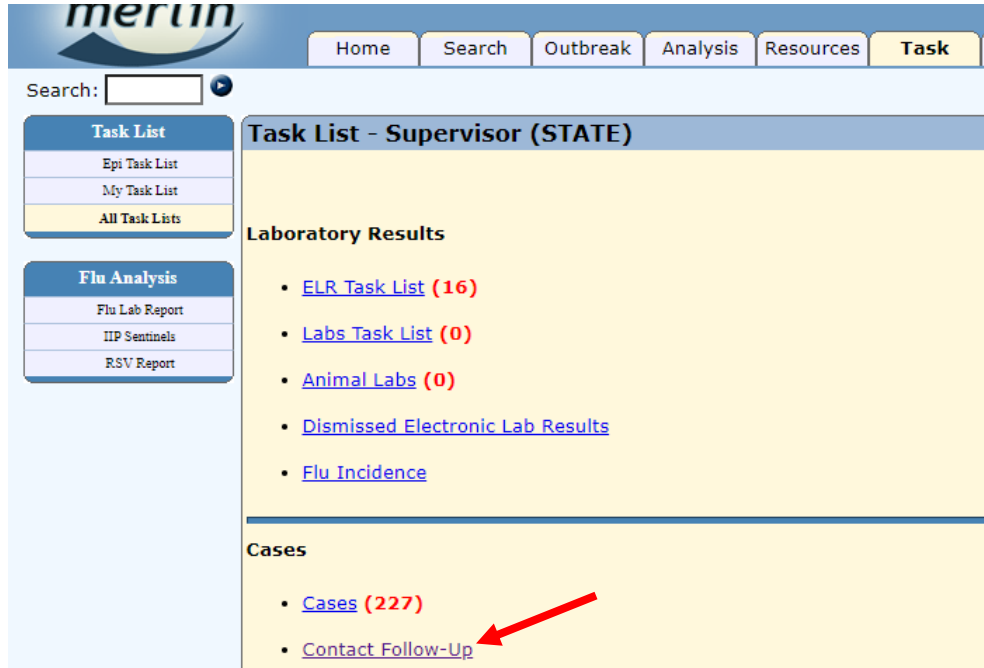 merlin
Home Search Outbreak Analysis Resources Task
Search:
Task List
Epi Task List
My Task List
All Task Lists
Flu Analysis
Flu Lab Report
IIP Sentinels
RSV Report
Task List - Supervisor (STATE)
Laboratory Results
• ELR Task List (16)
• Labs Task List (0)
• Animal Labs (0)
• Dismissed Electronic Lab Results
• Flu Incidence
Cases
• Cases (227)
• Contact Follow-Up